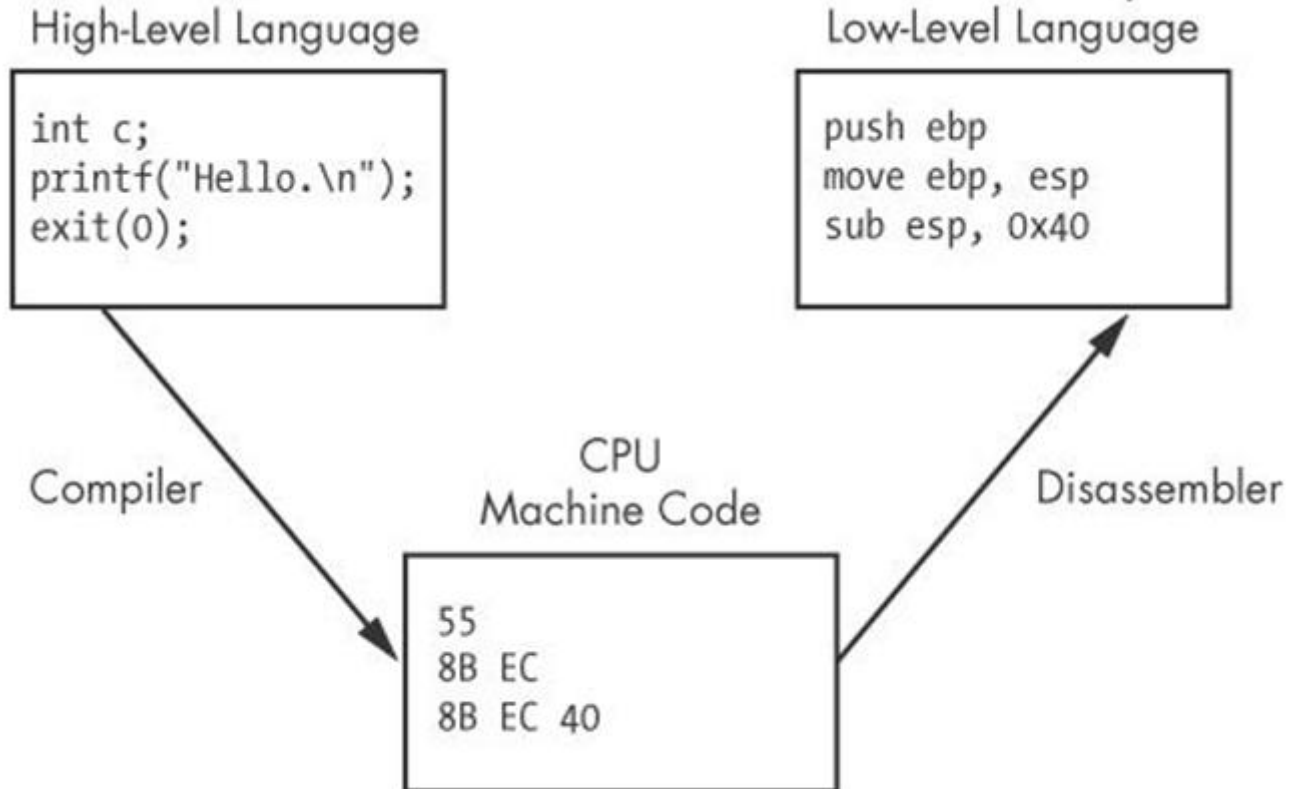 High-Level Language
int c;
printf("Hello.\n");
exit(0);
Low-Level Language
push ebp
move ebp, esp
sub esp, 0x40
Compiler
CPU
Machine Code
55
8B EC
8B EC 40
Disassembler